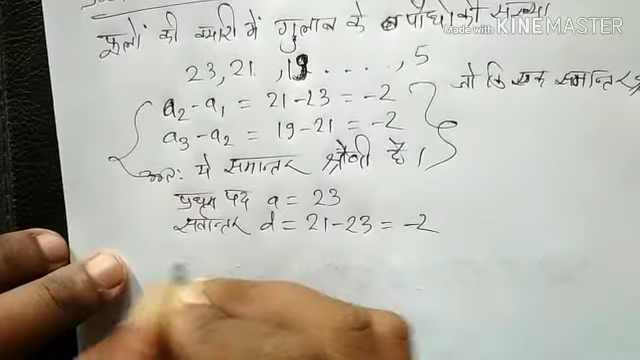 Made with KINEMASTER
फूलों की क्यारी में गुलाब के पौधों की संख्या
23, 21, 19 . . . . , 5
जो कि एक समान्तर
a₂ - a₁ = 21 - 23 = -2
a₃ - a₂ = 19 - 21 = -2
अतः ये समान्तर श्रेणी है।
प्रथम पद a = 23
सर्वान्तर d = 21 - 23 = -2